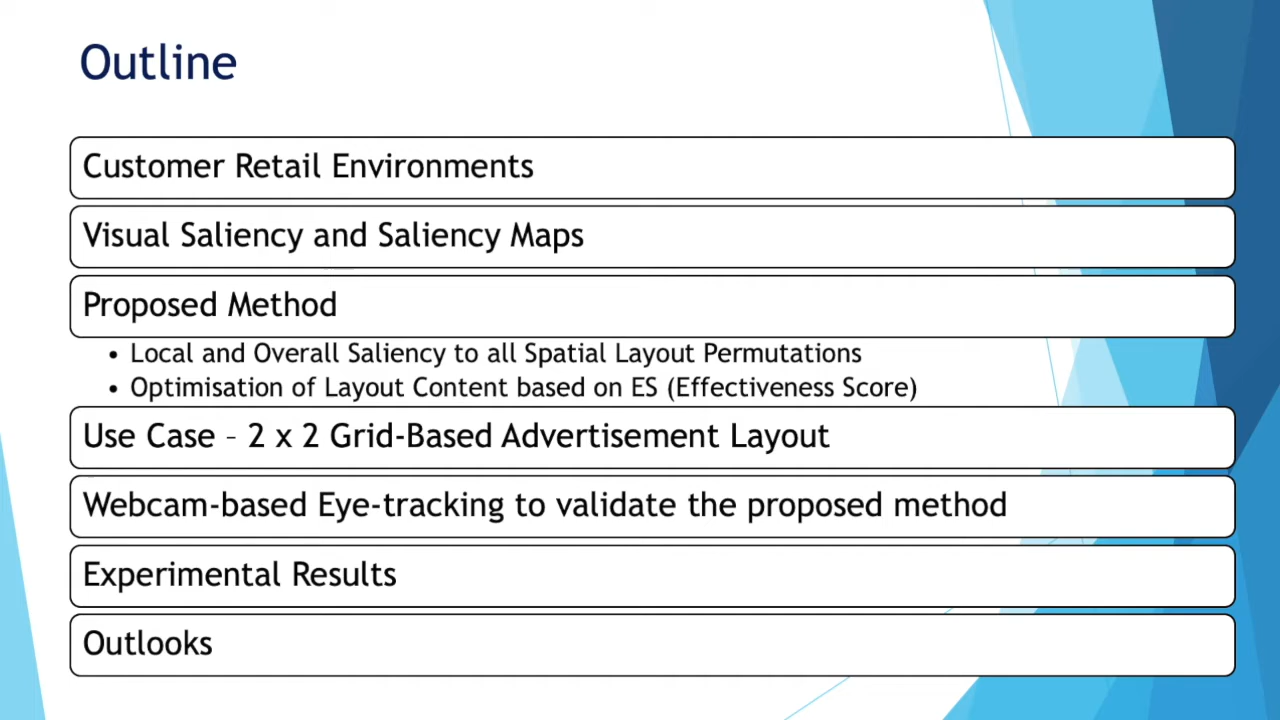 Outline
Customer Retail Environments
Visual Saliency and Saliency Maps
Proposed Method
• Local and Overall Saliency to all Spatial Layout Permutations
• Optimisation of Layout Content based on ES (Effectiveness Score)
Use Case – 2 x 2 Grid-Based Advertisement Layout
Webcam-based Eye-tracking to validate the proposed method
Experimental Results
Outlooks